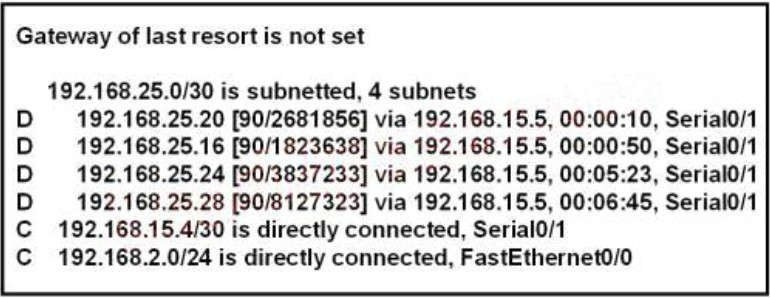 Gateway of last resort is not set
192.168.25.0/30 is subnetted, 4 subnets
D 192.168.25.20 [90/2681856] via 192.168.15.5, 00:00:10, Serial0/1
D 192.168.25.16 [90/1823638] via 192.168.15.5, 00:00:50, Serial0/1
D 192.168.25.24 [90/3837233] via 192.168.15.5, 00:05:23, Serial0/1
D 192.168.25.28 [90/8127323] via 192.168.15.5, 00:06:45, Serial0/1
C 192.168.15.4/30 is directly connected, Serial0/1
C 192.168.2.0/24 is directly connected, FastEthernet0/0